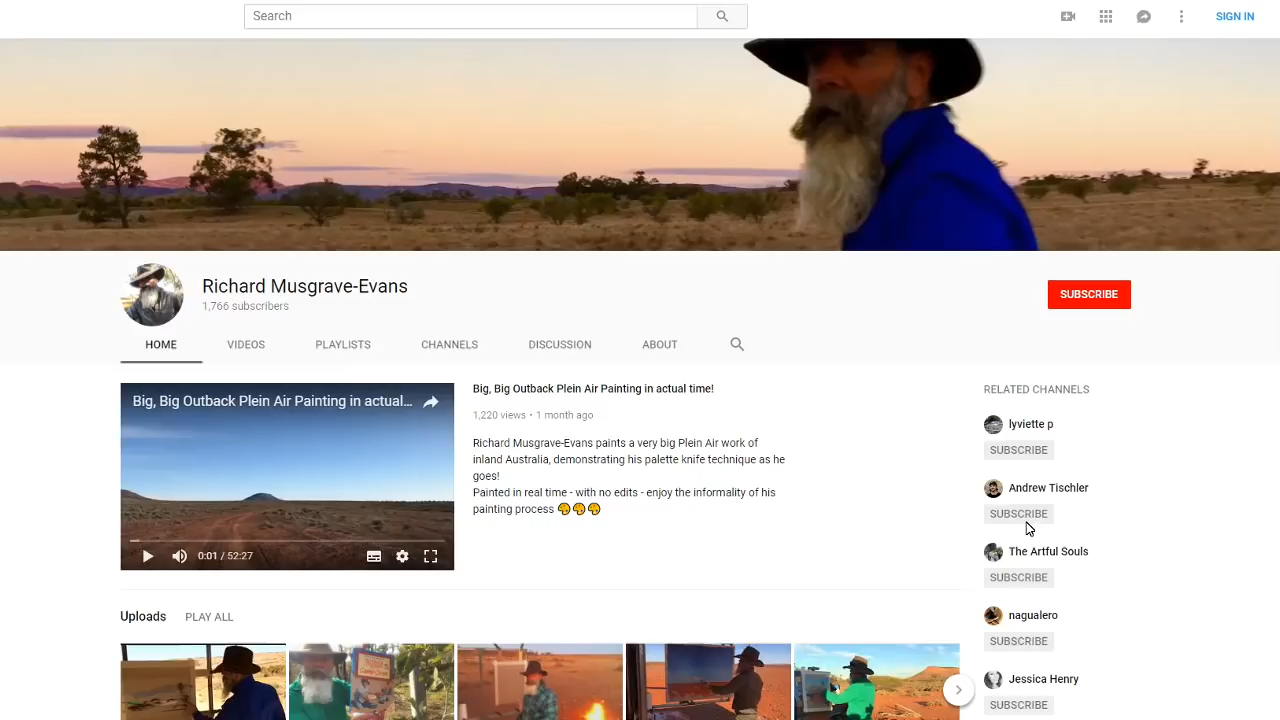 Search
SIGN IN
Richard Musgrave-Evans
1,766 subscribers
SUBSCRIBE
HOME
VIDEOS
PLAYLISTS
CHANNELS
DISCUSSION
ABOUT
Big, Big Outback Plein Air Painting in actual...
0:01 / 52:27
Big, Big Outback Plein Air Painting in actual time!
1,220 views • 1 month ago
Richard Musgrave-Evans paints a very big Plein Air work of
inland Australia, demonstrating his palette knife technique as he
goes!
Painted in real time - with no edits - enjoy the informality of his
painting process
RELATED CHANNELS
lyviette p
SUBSCRIBE
Andrew Tischler
SUBSCRIBE
The Artful Souls
SUBSCRIBE
nagualero
SUBSCRIBE
Jessica Henry
SUBSCRIBE
Uploads
PLAY ALL